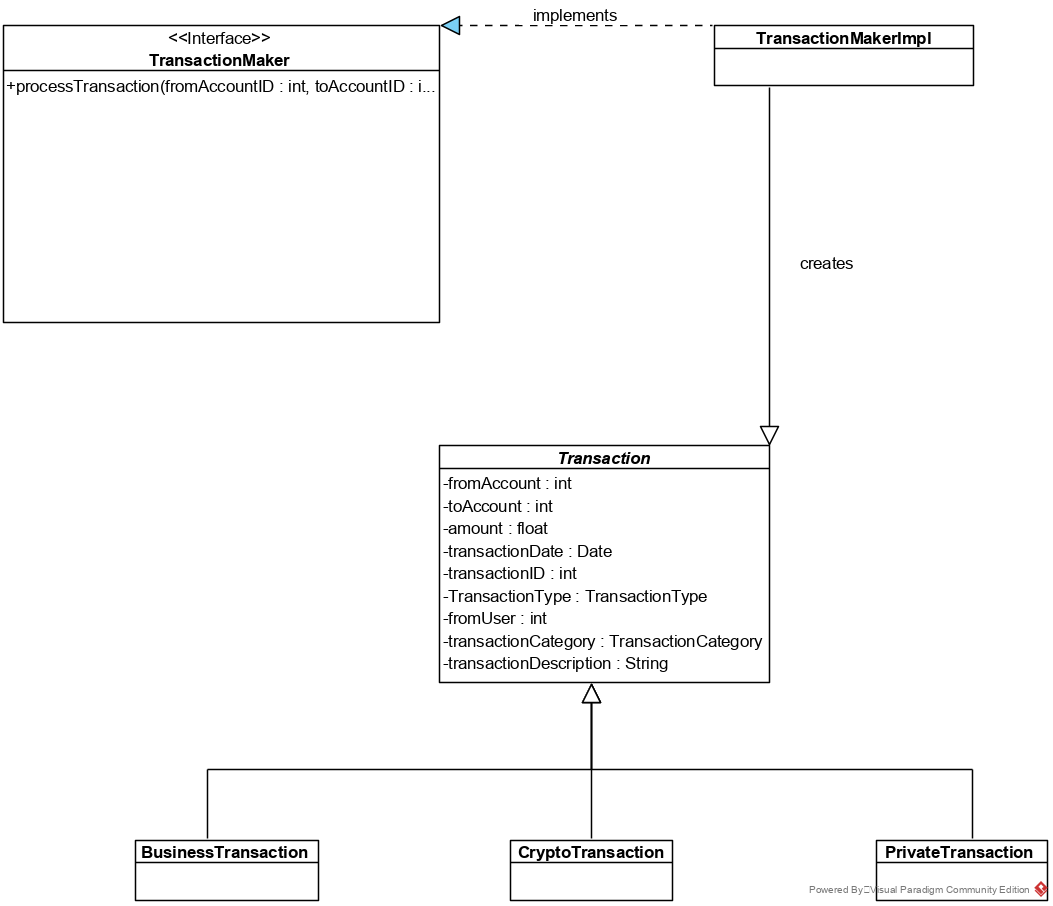 implements
<<Interface>>
TransactionMaker
+processTransaction(fromAccountID : int, toAccountID : i...
TransactionMakerImpl
creates
Transaction
-fromAccount : int
-toAccount : int
-amount : float
-transactionDate : Date
-transactionID : int
-TransactionType : TransactionType
-fromUser : int
-transactionCategory : TransactionCategory
-transactionDescription : String
BusinessTransaction
CryptoTransaction
PrivateTransaction
Powered By Visual Paradigm Community Edition